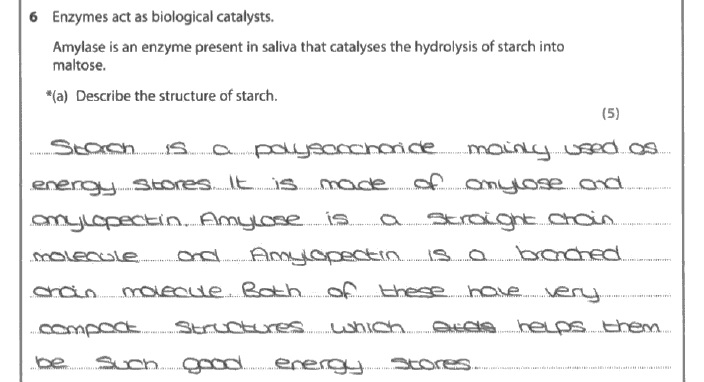 6 Enzymes act as biological catalysts.
Amylase is an enzyme present in saliva that catalyses the hydrolysis of starch into
maltose.
*(a) Describe the structure of starch.
(5)
Starch is a polysaccharide mainly used as
energy stores. It is made of amylose and
amylopectin. Amylose is a straight chain
molecule and Amylopectin is a branched
chain molecule. Both of these have very
compact structures which helps them
be such good energy stores.